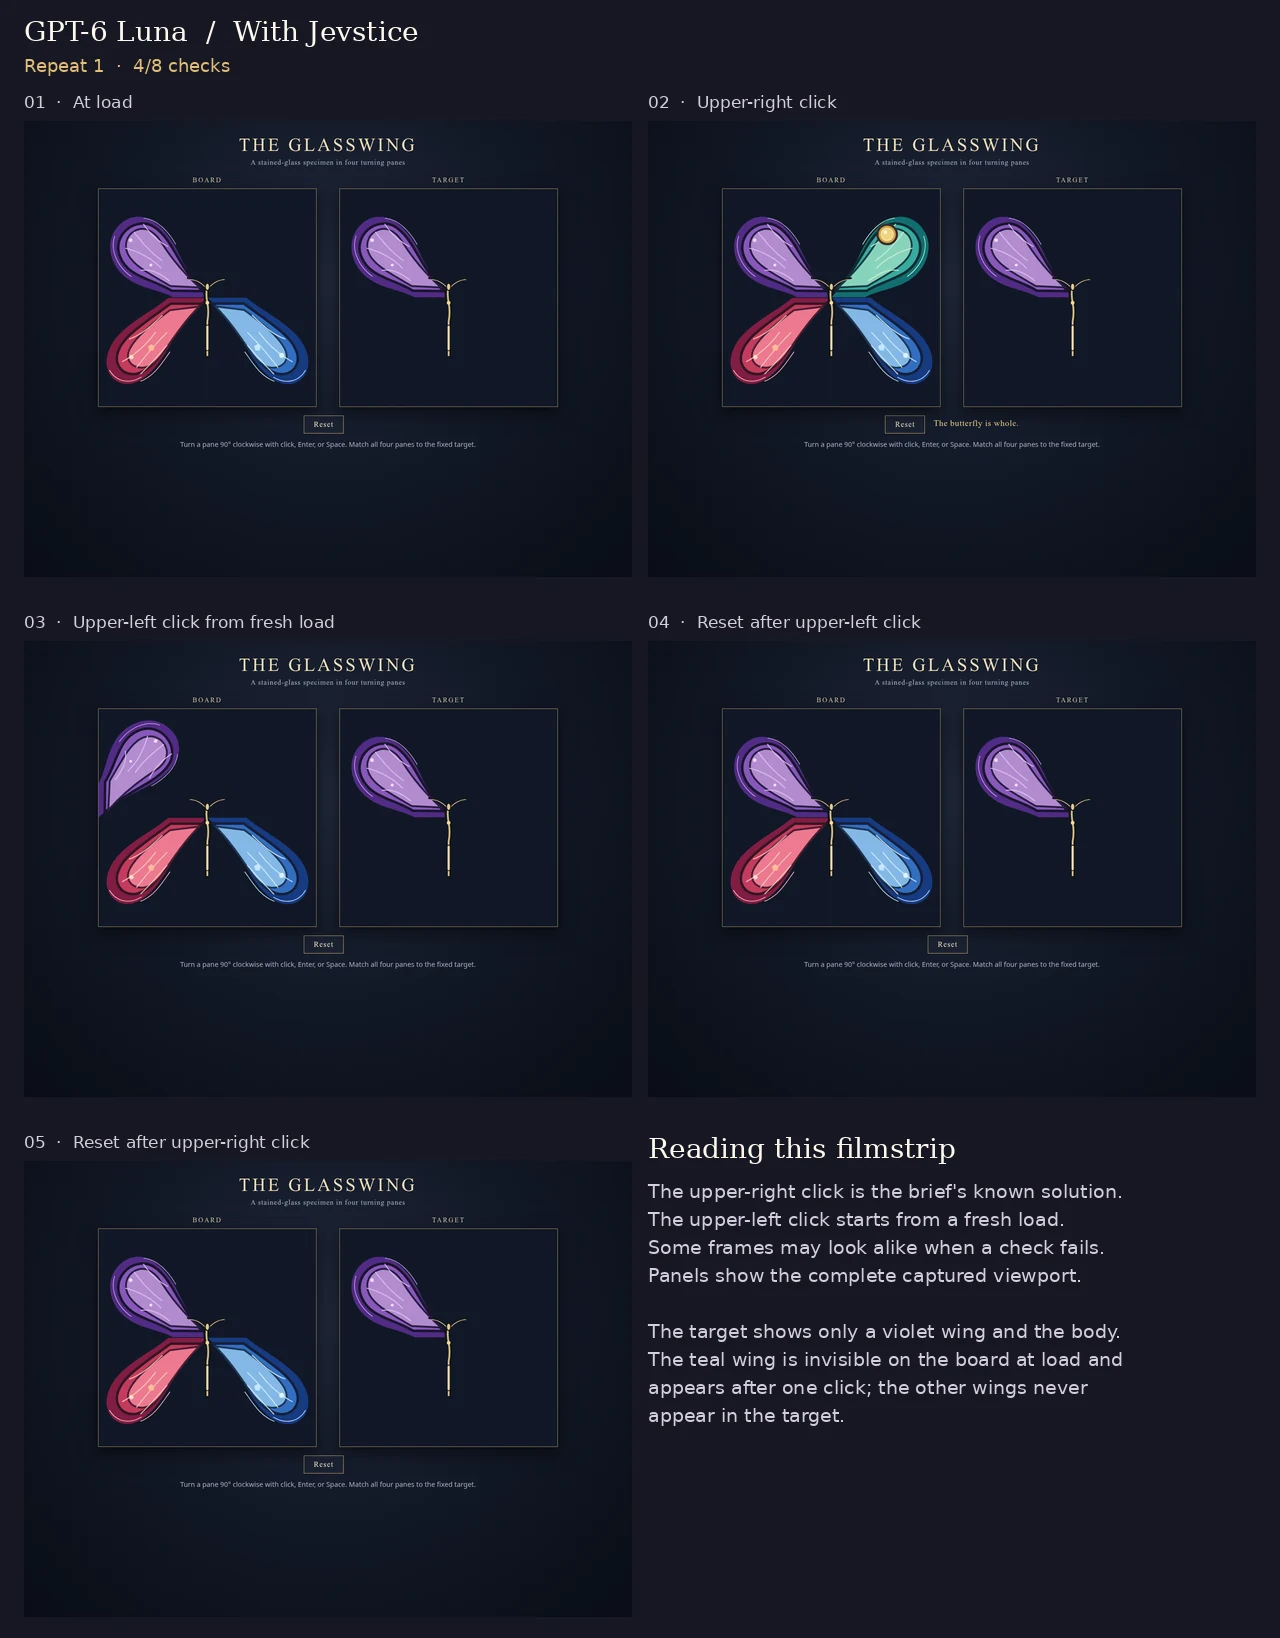 GPT-6 Luna / With Jevstice
Repeat 1 · 4/8 checks
01 · At load
THE GLASSWING
A stained-glass specimen in four turning panes
BOARD
TARGET
Reset
Turn a pane 90° clockwise with click, Enter, or Space. Match all four panes to the fixed target.
02 · Upper-right click
THE GLASSWING
A stained-glass specimen in four turning panes
BOARD
TARGET
Reset
The butterfly is whole.
Turn a pane 90° clockwise with click, Enter, or Space. Match all four panes to the fixed target.
03 · Upper-left click from fresh load
THE GLASSWING
A stained-glass specimen in four turning panes
BOARD
TARGET
Reset
Turn a pane 90° clockwise with click, Enter, or Space. Match all four panes to the fixed target.
04 · Reset after upper-left click
THE GLASSWING
A stained-glass specimen in four turning panes
BOARD
TARGET
Reset
Turn a pane 90° clockwise with click, Enter, or Space. Match all four panes to the fixed target.
05 · Reset after upper-right click
THE GLASSWING
A stained-glass specimen in four turning panes
BOARD
TARGET
Reset
Turn a pane 90° clockwise with click, Enter, or Space. Match all four panes to the fixed target.
Reading this filmstrip
The upper-right click is the brief's known solution.
The upper-left click starts from a fresh load.
Some frames may look alike when a check fails.
Panels show the complete captured viewport.
The target shows only a violet wing and the body.
The teal wing is invisible on the board at load and
appears after one click; the other wings never
appear in the target.